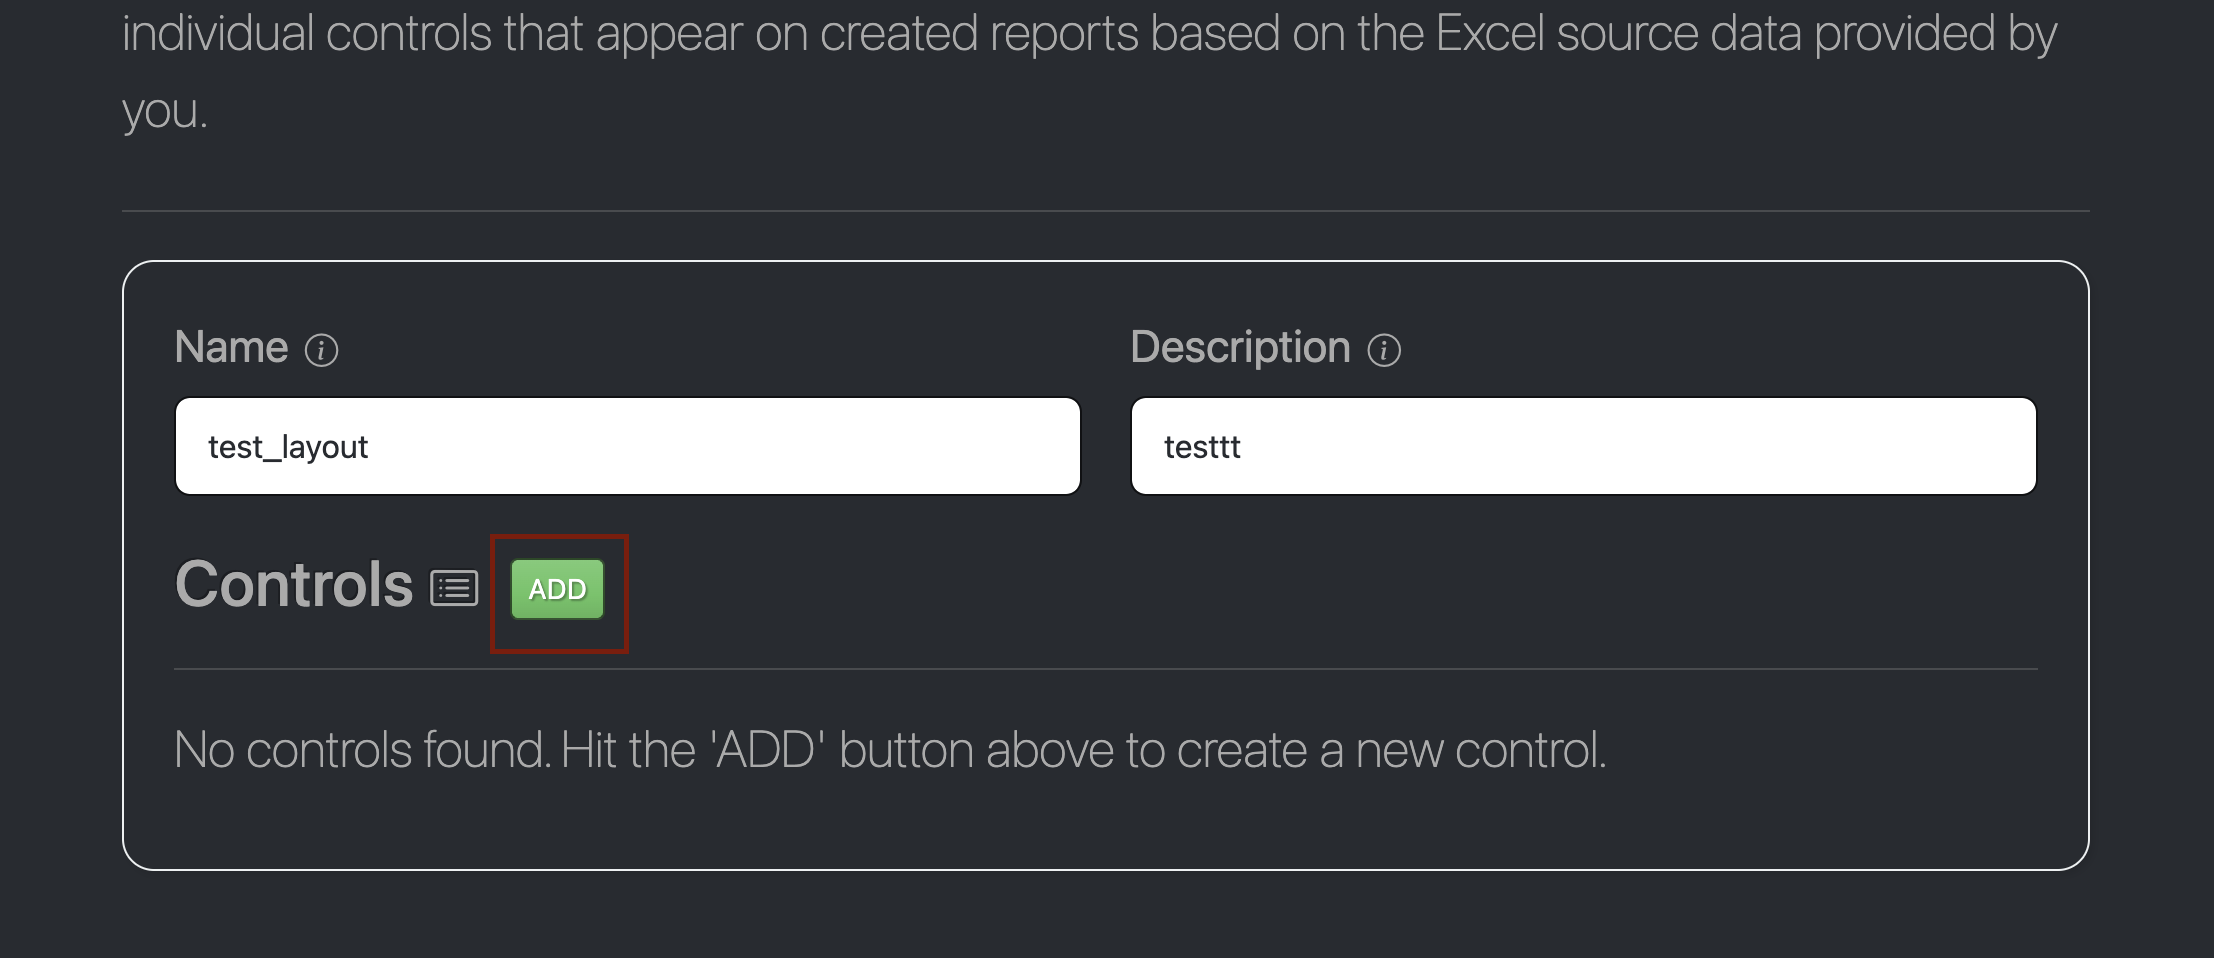 individual controls that appear on created reports based on the Excel source data provided by
you.
Name
Description
test_layout
testtt
Controls
ADD
No controls found. Hit the 'ADD' button above to create a new control.